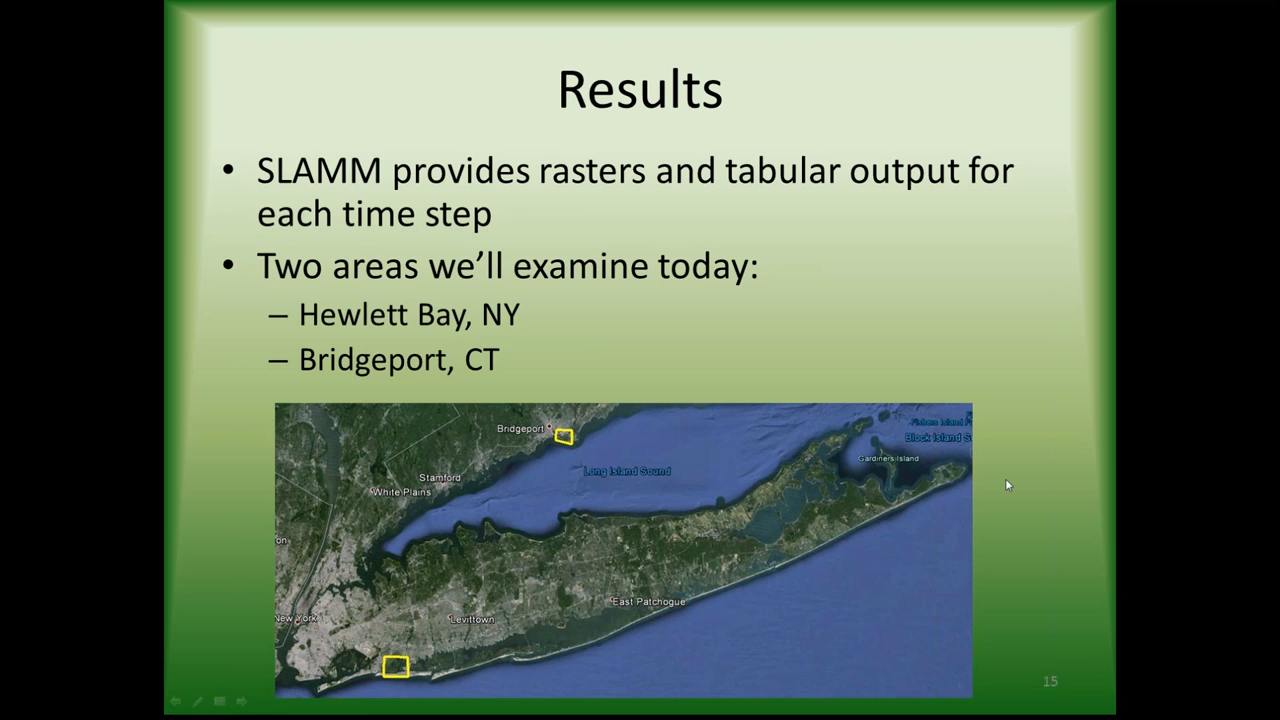 Results
• SLAMM provides rasters and tabular output for
each time step
• Two areas we’ll examine today:
– Hewlett Bay, NY
– Bridgeport, CT
Bridgeport
Block Island S
Gardiners Island
Long Island Sound
Stamford
White Plains
on
East Patchogue
New York
Levittown
15